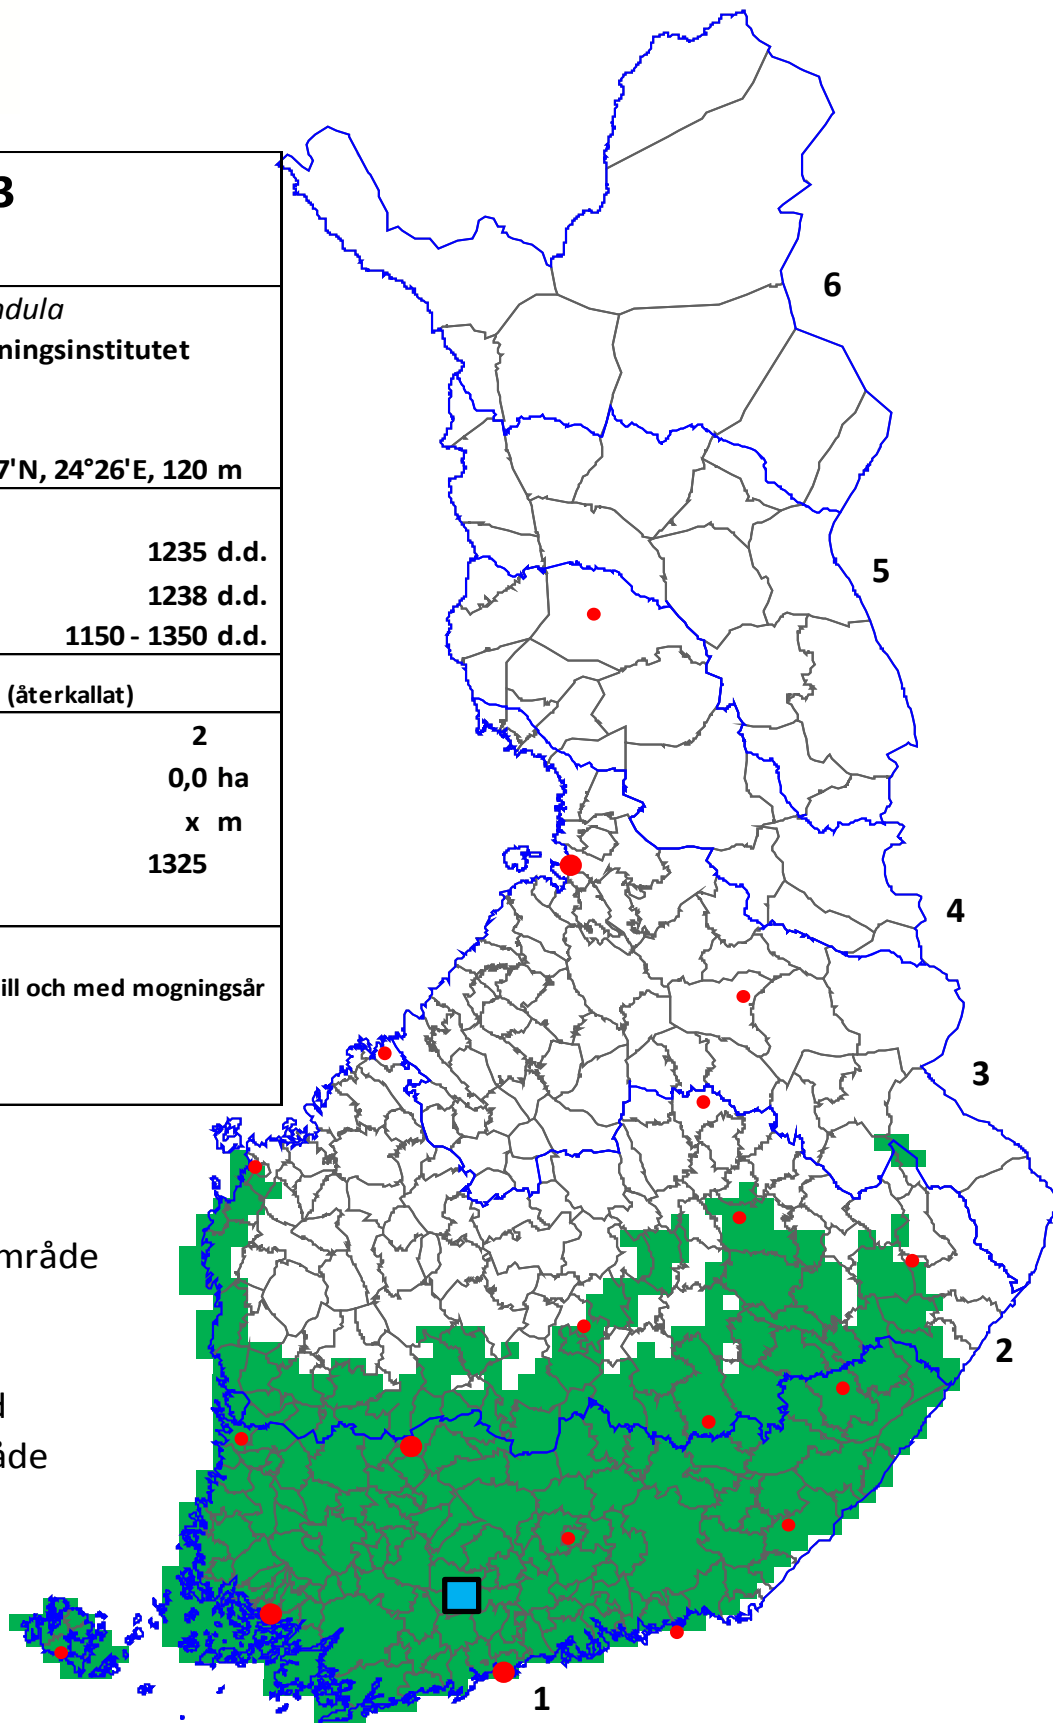 3
ndula
ningsinstitutet
7'N, 24°26'E, 120 m
1235 d.d.
1238 d.d.
1150 - 1350 d.d.
(återkallat)
2
0,0 ha
x m
1325
ill och med mogningsår
mråde
d
åde
6
5
4
3
2
1